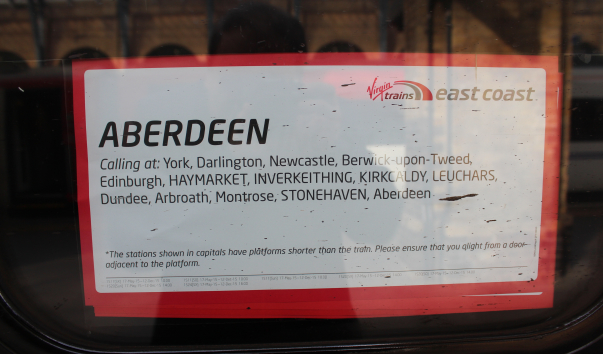 Virgin trains east coast
ABERDEEN
Calling at: York, Darlington, Newcastle, Berwick-upon-Tweed,
Edinburgh, HAYMARKET, INVERKEITHING, KIRKCALDY, LEUCHARS,
Dundee, Arbroath, Montrose, STONEHAVEN, Aberdeen
*The stations shown in capitals have platforms shorter than the train. Please ensure that you alight from a door
adjacent to the platform.